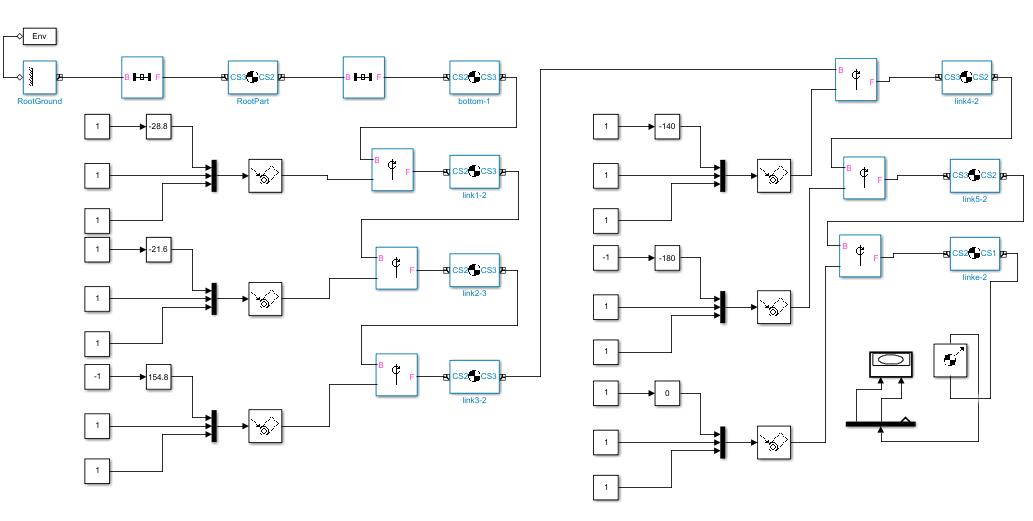 Env
RootGround
B F
CS3 CS2
RootPart
B F
CS2 CS3
bottom-1
B
F
CS3 CS2
link4-2
1
-28.8
1
1
B
F
CS2 CS3
link1-2
1
-140
1
1
B
F
CS3 CS2
link5-2
1
-21.6
1
1
B
F
CS2 CS3
link2-3
-1
-180
1
1
B
F
CS2 CS1
linke-2
-1
154.8
1
1
B
F
CS2 CS3
link3-2
1
0
1
1